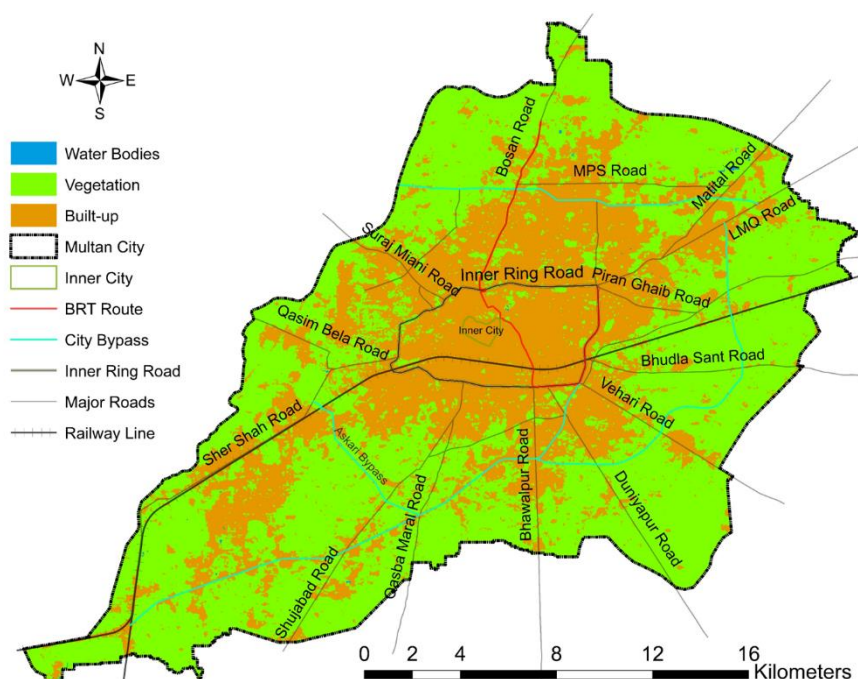 N
W E
S
Water Bodies
Vegetation
Built-up
Multan City
Inner City
BRT Route
City Bypass
Inner Ring Road
Major Roads
Railway Line
Bosan Road
MPS Road
Matital Road
LMQ Road
Suraj Miani Road
Inner Ring Road
Piran Ghaib Road
Inner City
Qasim Bela Road
Bhudla Sant Road
Vehari Road
Sher Shah Road
Askari Bypass
Bhawalpur Road
Duniyapur Road
Qasba Maral Road
Shujabad Road
0 2 4 8 12 16
Kilometers